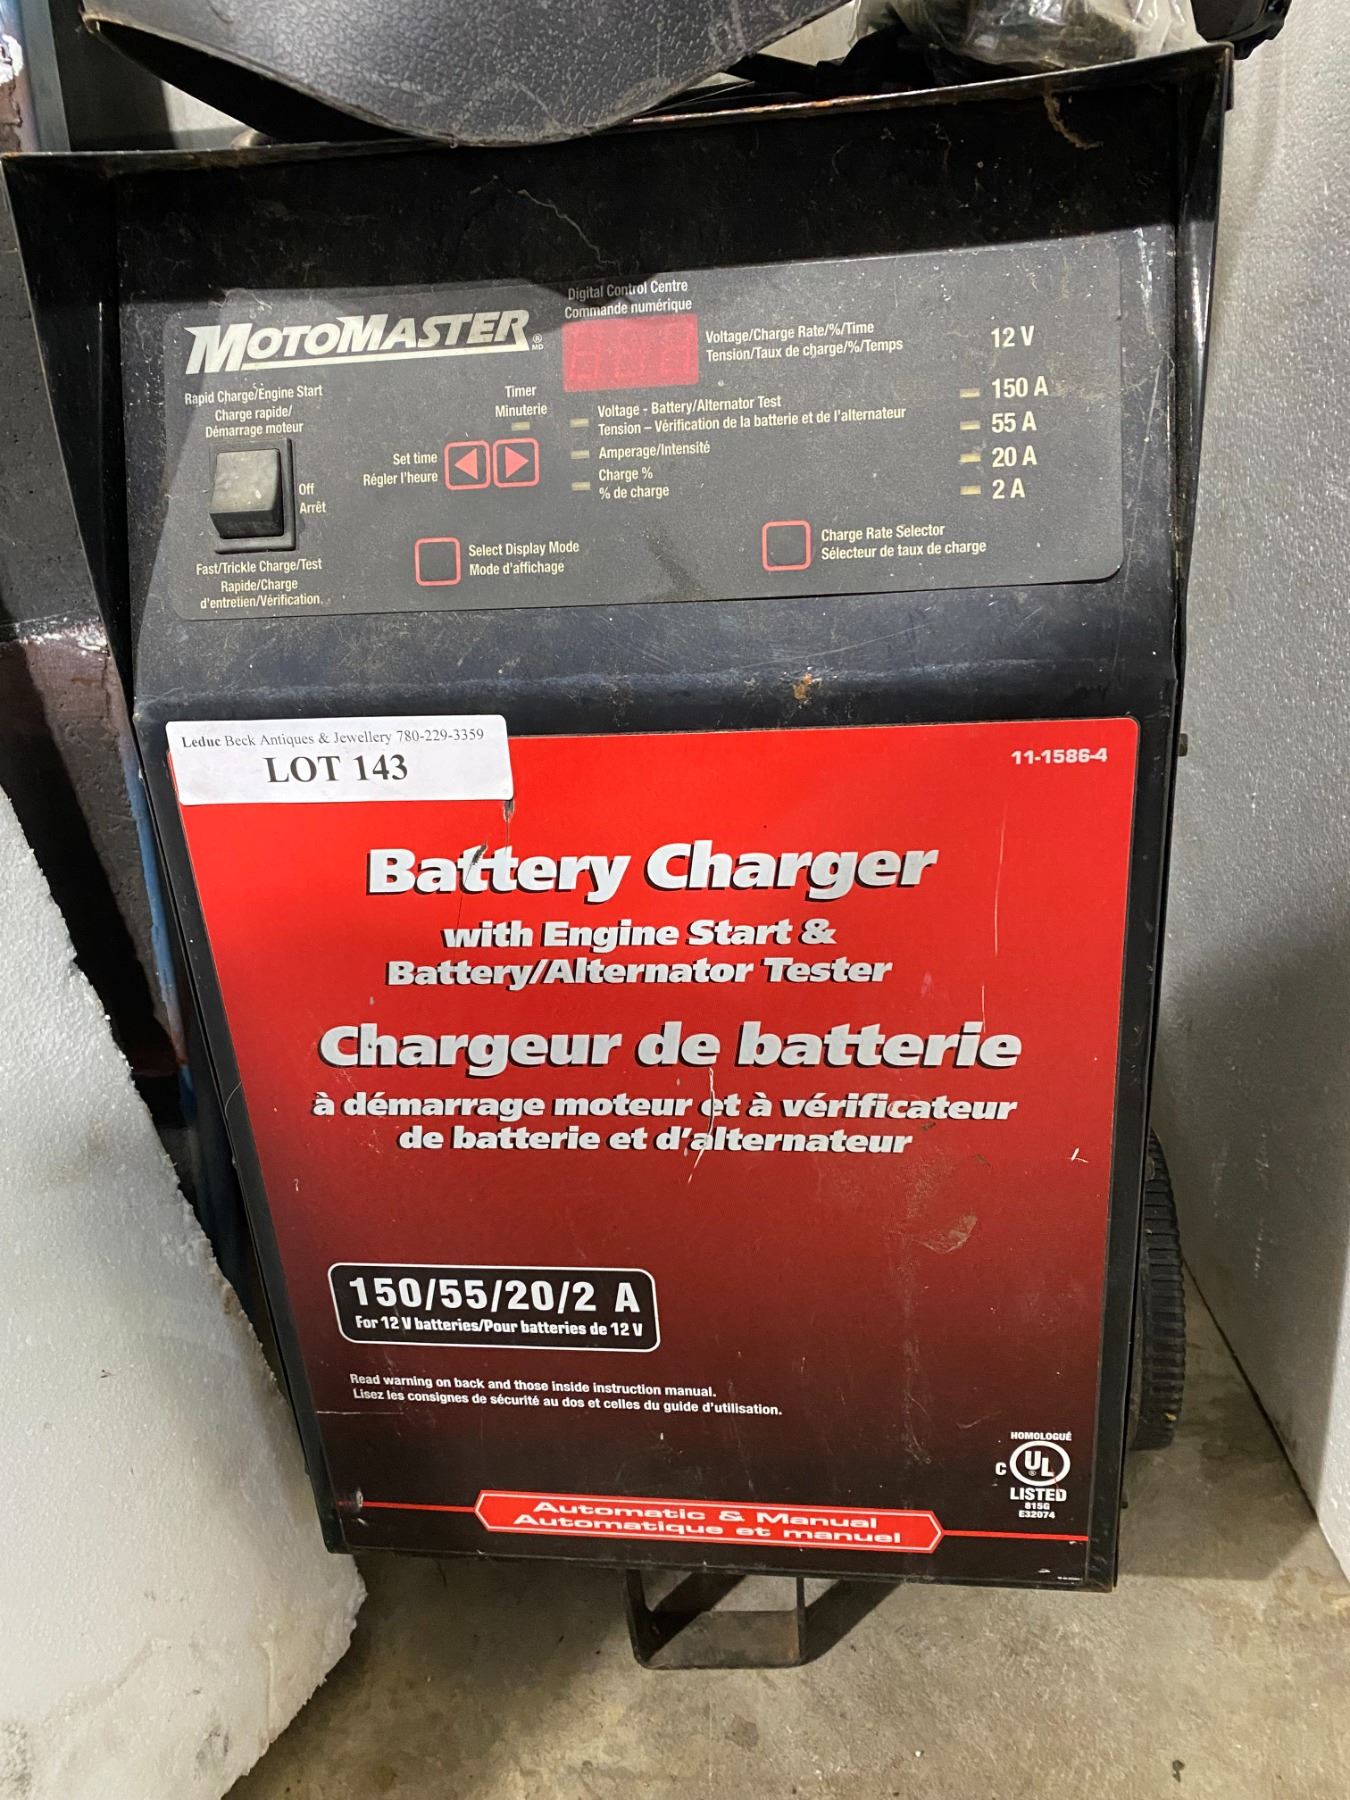 Digital Control Centre
Commande numérique
MOTOMASTER ® MD
Voltage/Charge Rate/%/Time
Tension/Taux de charge/%/Temps
12 V
Rapid Charge/Engine Start
Charge rapide/
Démarrage moteur
Timer
Minuterie
Voltage - Battery/Alternator Test
Tension – Vérification de la batterie et de l'alternateur
150 A
55 A
Set time
Régler l'heure
Amperage/Intensité
20 A
Off
Arrêt
Charge %
% de charge
2 A
Select Display Mode
Mode d'affichage
Charge Rate Selector
Sélecteur de taux de charge
Fast/Trickle Charge/Test
Rapide/Charge
d'entretien/Vérification.
Leduc Beck Antiques & Jewellery 780-229-3359
LOT 143
11-1586-4
Battery Charger
with Engine Start &
Battery/Alternator Tester
Chargeur de batterie
à démarrage moteur et à vérificateur
de batterie et d'alternateur
150/55/20/2 A
For 12 V batteries/Pour batteries de 12 V
Read warning on back and those inside instruction manual.
Lisez les consignes de sécurité au dos et celles du guide d'utilisation.
HOMOLOGUÉ
C UL ®
LISTED
815G
E32074
Automatic & Manual
Automatique et manuel